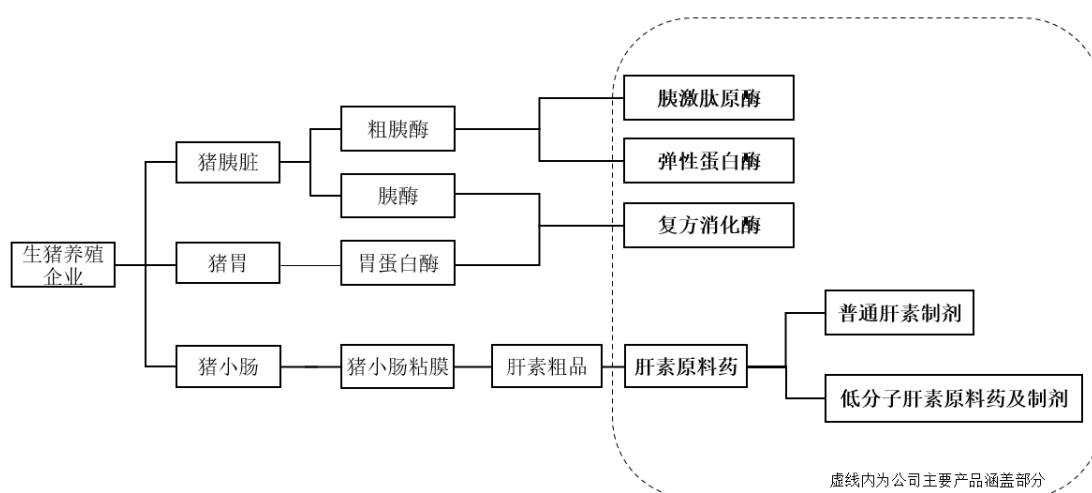 胰激肽原酶
粗胰酶
弹性蛋白酶
猪胰脏
胰酶
复方消化酶
生猪养殖
企业
猪胃
胃蛋白酶
普通肝素制剂
猪小肠
猪小肠粘膜
肝素粗品
肝素原料药
低分子肝素原料药及制剂
虚线内为公司主要产品涵盖部分